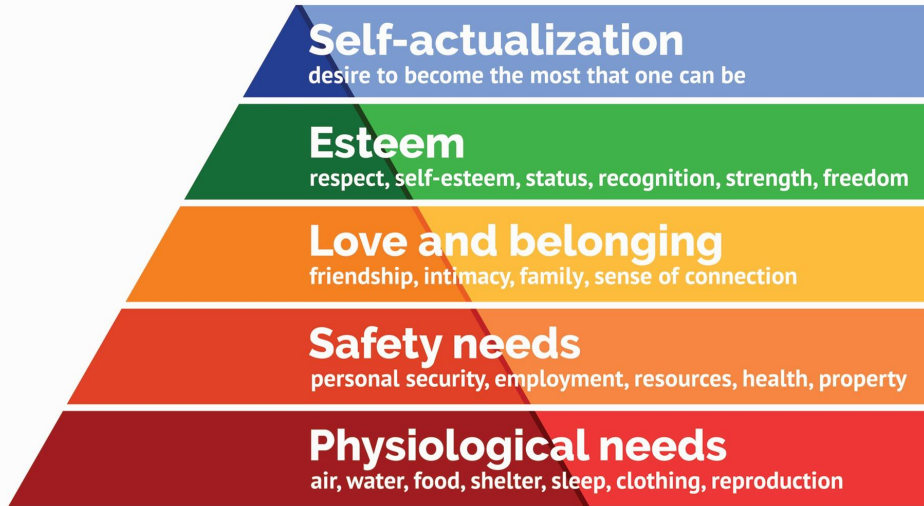 Self-actualization
desire to become the most that one can be
Esteem
respect, self-esteem, status, recognition, strength, freedom
Love and belonging
friendship, intimacy, family, sense of connection
Safety needs
personal security, employment, resources, health, property
Physiological needs
air, water, food, shelter, sleep, clothing, reproduction